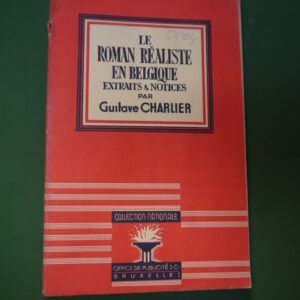 LE
ROMAN RÉALISTE
EN BELGIQUE
EXTRAITS & NOTICES
PAR
Gustave CHARLIER
COLLECTION NATIONALE
OFFICE DE PUBLICITÉ S.C.
BRUXELLES